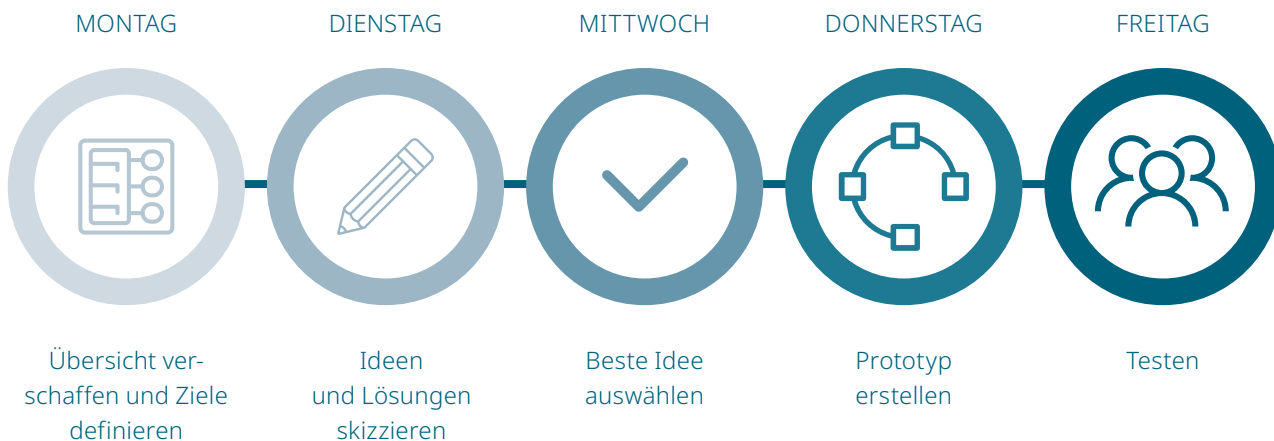 MONTAG
DIENSTAG
MITTWOCH
DONNERSTAG
FREITAG
Übersicht ver-
schaffen und Ziele
definieren
Ideen
und Lösungen
skizzieren
Beste Idee
auswählen
Prototyp
erstellen
Testen